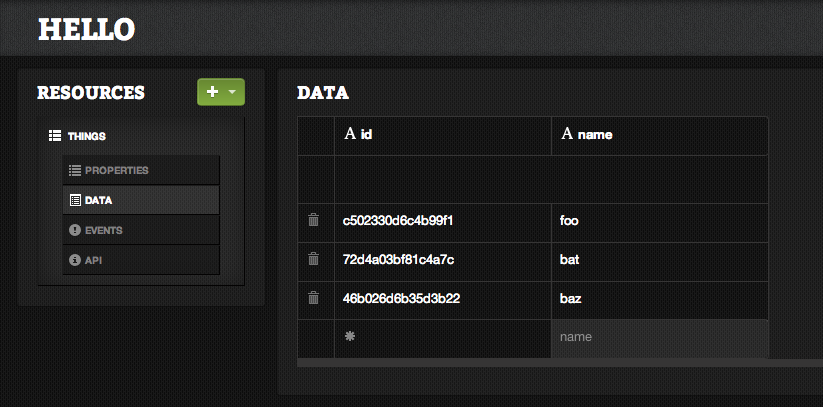 HELLO
RESOURCES
THINGS
PROPERTIES
DATA
EVENTS
API
DATA
A id A name
c502330d6c4b99f1 foo
72d4a03bf81c4a7c bat
46b026d6b35d3b22 baz
name